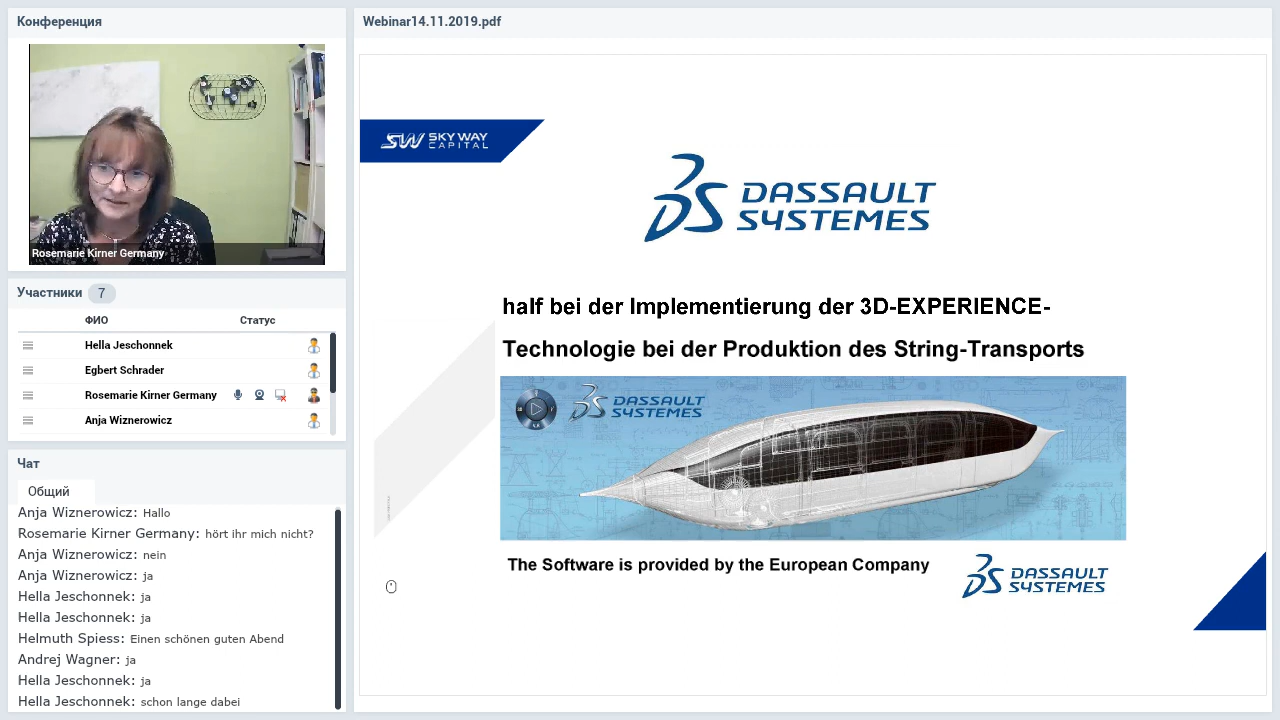 Конференция
Rosemarie Kirner Germany
Участники 7
ФИО Статус
Hella Jeschonnek
Egbert Schrader
Rosemarie Kirner Germany
Anja Wiznerowicz
Чат
Общий
Anja Wiznerowicz: Hallo
Rosemarie Kirner Germany: hört ihr mich nicht?
Anja Wiznerowicz: nein
Anja Wiznerowicz: ja
Hella Jeschonnek: ja
Hella Jeschonnek: ja
Helmuth Spiess: Einen schönen guten Abend
Andrej Wagner: ja
Hella Jeschonnek: ja
Hella Jeschonnek: schon lange dabei
Webinar14.11.2019.pdf
SW SKY WAY
CAPITAL
DASSAULT
SYSTEMES
half bei der Implementierung der 3D-EXPERIENCE-
Technologie bei der Produktion des String-Transports
DASSAULT
SYSTEMES
The Software is provided by the European Company
DASSAULT
SYSTEMES